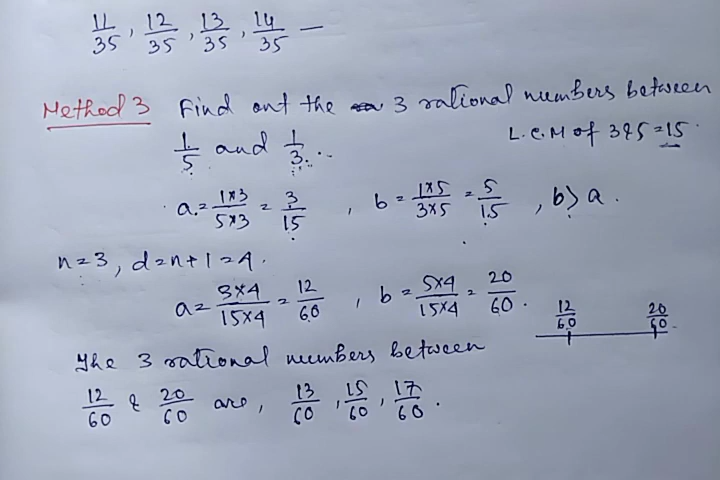 11/35, 12/35, 13/35, 14/35 —
Method 3 Find out the 3 rational numbers between
1/5 and 1/3. L.C.M of 3&5=15.
a = 1×3/5×3 = 3/15, b = 1×5/3×5 = 5/15, b>a.
n=3, d=n+1=4.
a = 3×4/15×4 = 12/60, b = 5×4/15×4 = 20/60.
12/60 20/60
The 3 rational numbers between
12/60 & 20/60 are, 13/60, 15/60, 17/60.